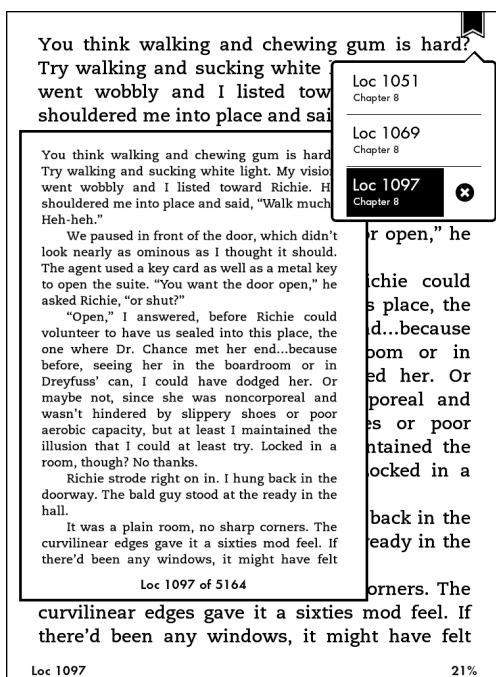 You think walking and chewing gum is hard?
Try walking and sucking white
went wobbly and I listed
shouldered me into place and
Loc 1051
Chapter 8
Loc 1069
Chapter 8
Loc 1097
Chapter 8
You think walking and chewing gum is hard
Try walking and sucking white light. My vision
went wobbly and I listed toward Richie.
shouldered me into place and said, “Walk much
Heh-heh.”
We paused in front of the door, which didn’t
look nearly as ominous as I thought it should.
The agent used a key card as well as a metal key
to open the suite. “You want the door open,” he
asked Richie, “or shut?”
“Open,” I answered, before Richie could
volunteer to have us sealed into this place, the
one where Dr. Chance met her end…because
before, seeing her in the boardroom or in
Dreyfuss’ can, I could have dodged her. Or
maybe not, since she was noncorporeal and
wasn’t hindered by slippery shoes or poor
aerobic capacity, but at least I maintained the
illusion that I could at least try. Locked in a
room, though? No thanks.
Richie strode right on in. I hung back in the
doorway. The bald guy stood at the ready in the
hall.
It was a plain room, no sharp corners. The
curvilinear edges gave it a sixties mod feel. If
there’d been any windows, it might have felt
Loc 1097 of 5164
open,” he
could
place, the
because
or in
her. Or
and
or poor
the
in a
back in the
in the
The
curvilinear edges gave it a sixties mod feel. If
there’d been any windows, it might have felt
Loc 1097
21%